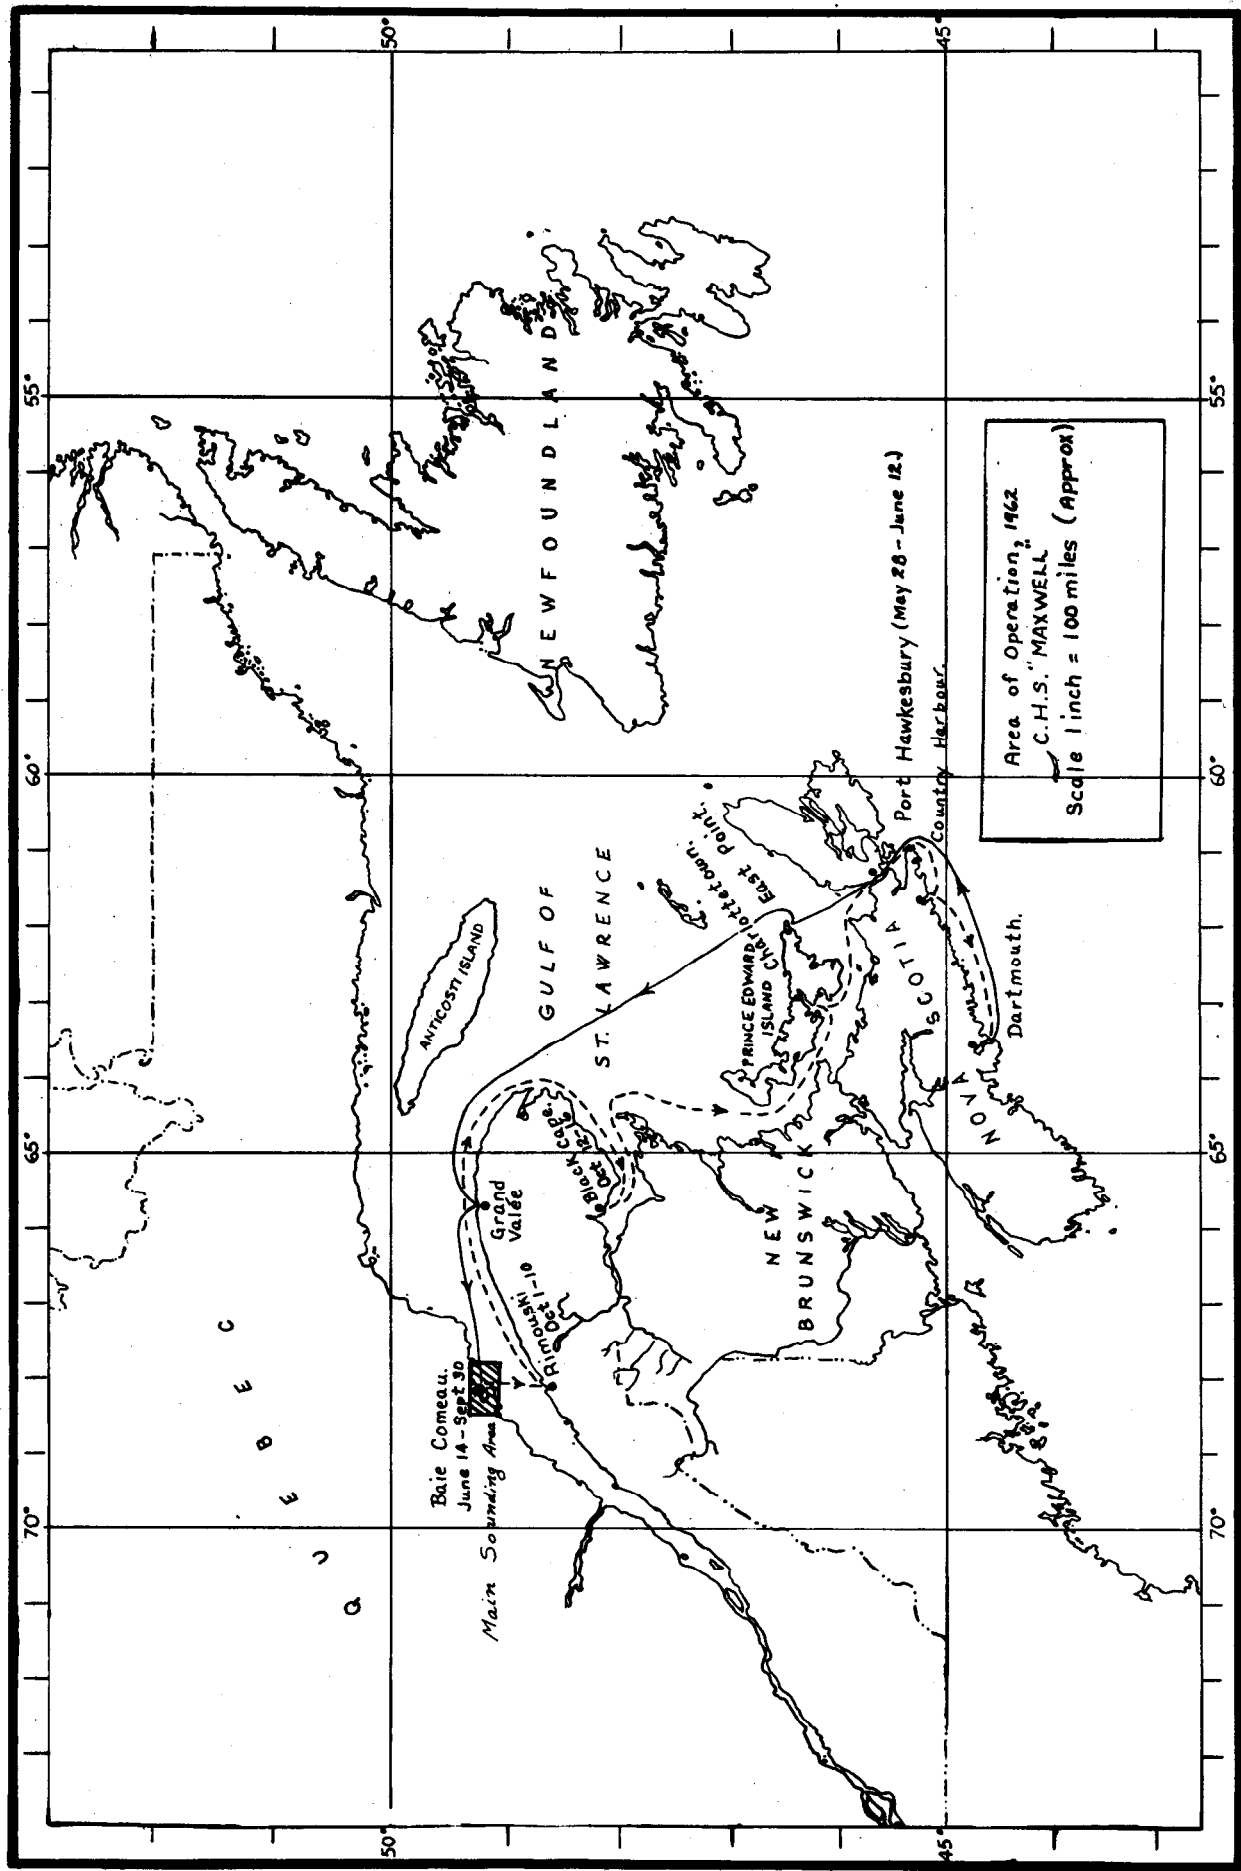 50°
45°
55°
55°
60°
60°
65°
65°
70°
70°
50°
45°
QUEBEC
NEWFOUNDLAND
ANTICOSTI ISLAND
GULF OF
ST. LAWRENCE
Baie Comeau.
June 14 - Sept 30
Main Sounding Area
Rimouski
Oct 1-10
Grand
Valée
Black Cape.
Oct 12-16
PRINCE EDWARD
ISLAND
Charlottetown.
East Point.
NEW
BRUNSWICK
NOVA SCOTIA
Port Hawkesbury (May 28 - June 12.)
Country Harbour.
Dartmouth.
Area of Operation, 1962
C.H.S. "MAXWELL"
Scale 1 inch = 100 miles (Approx)